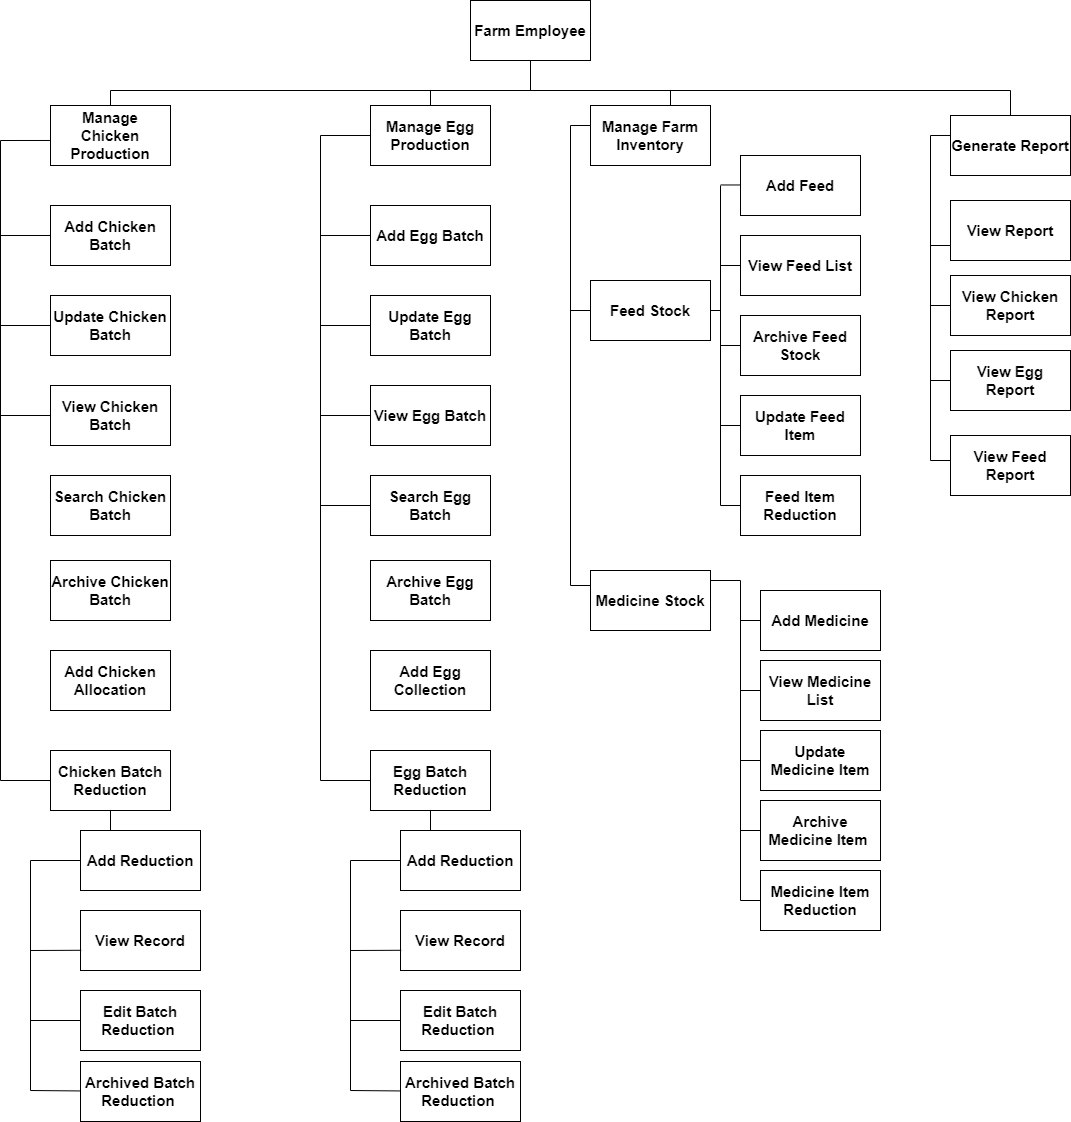 Farm Employee
Manage
Chicken
Production
Add Chicken
Batch
Update Chicken
Batch
View Chicken
Batch
Search Chicken
Batch
Archive Chicken
Batch
Add Chicken
Allocation
Chicken Batch
Reduction
Add Reduction
View Record
Edit Batch
Reduction
Archived Batch
Reduction
Manage Egg
Production
Add Egg Batch
Update Egg
Batch
View Egg Batch
Search Egg
Batch
Archive Egg
Batch
Add Egg
Collection
Egg Batch
Reduction
Add Reduction
View Record
Edit Batch
Reduction
Archived Batch
Reduction
Manage Farm
Inventory
Feed Stock
Add Feed
View Feed List
Archive Feed
Stock
Update Feed
Item
Feed Item
Reduction
Medicine Stock
Add Medicine
View Medicine
List
Update
Medicine Item
Archive
Medicine Item
Medicine Item
Reduction
Generate Report
View Report
View Chicken
Report
View Egg
Report
View Feed
Report